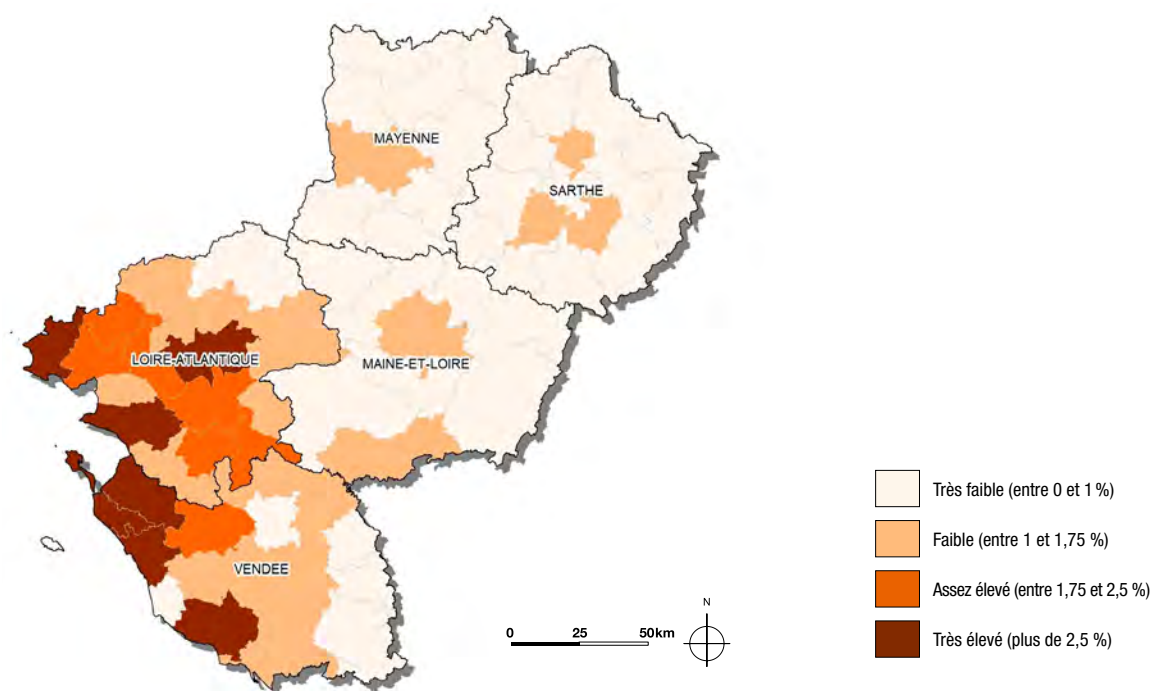 MAYENNE
SARTHE
LOIRE-ATLANTIQUE
MAINE-ET-LOIRE
VENDEE
N
0 25 50km
Très faible (entre 0 et 1 %)
Faible (entre 1 et 1,75 %)
Assez élevé (entre 1,75 et 2,5 %)
Très élevé (plus de 2,5 %)